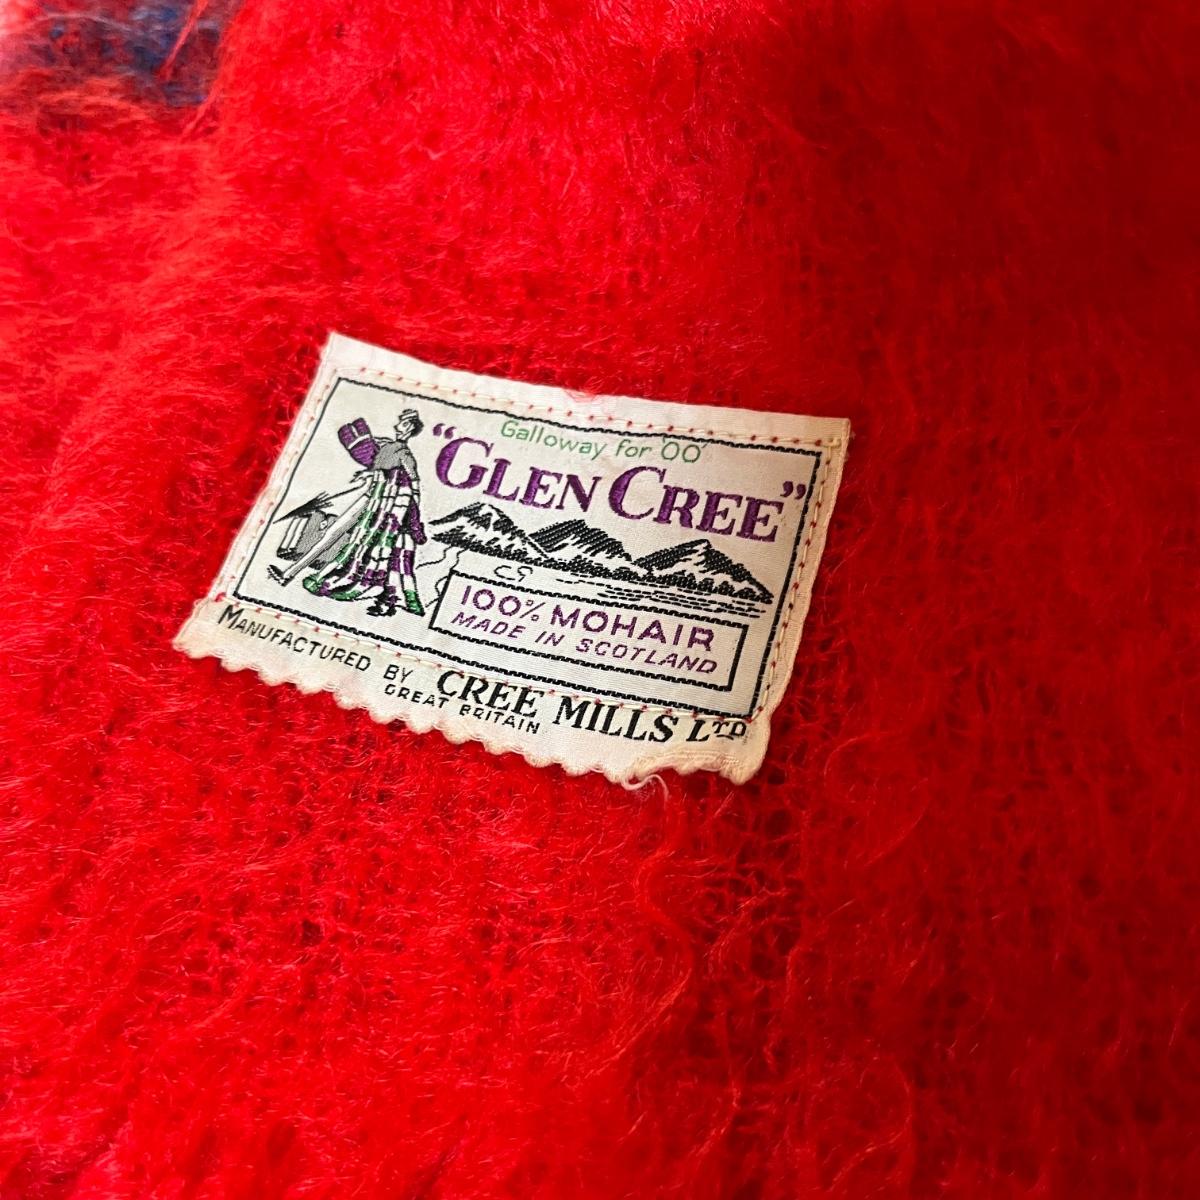 Galloway for 'OO'
"GLEN CREE"
100% MOHAIR
MADE IN SCOTLAND
MANUFACTURED BY CREE MILLS LTD
GREAT BRITAIN